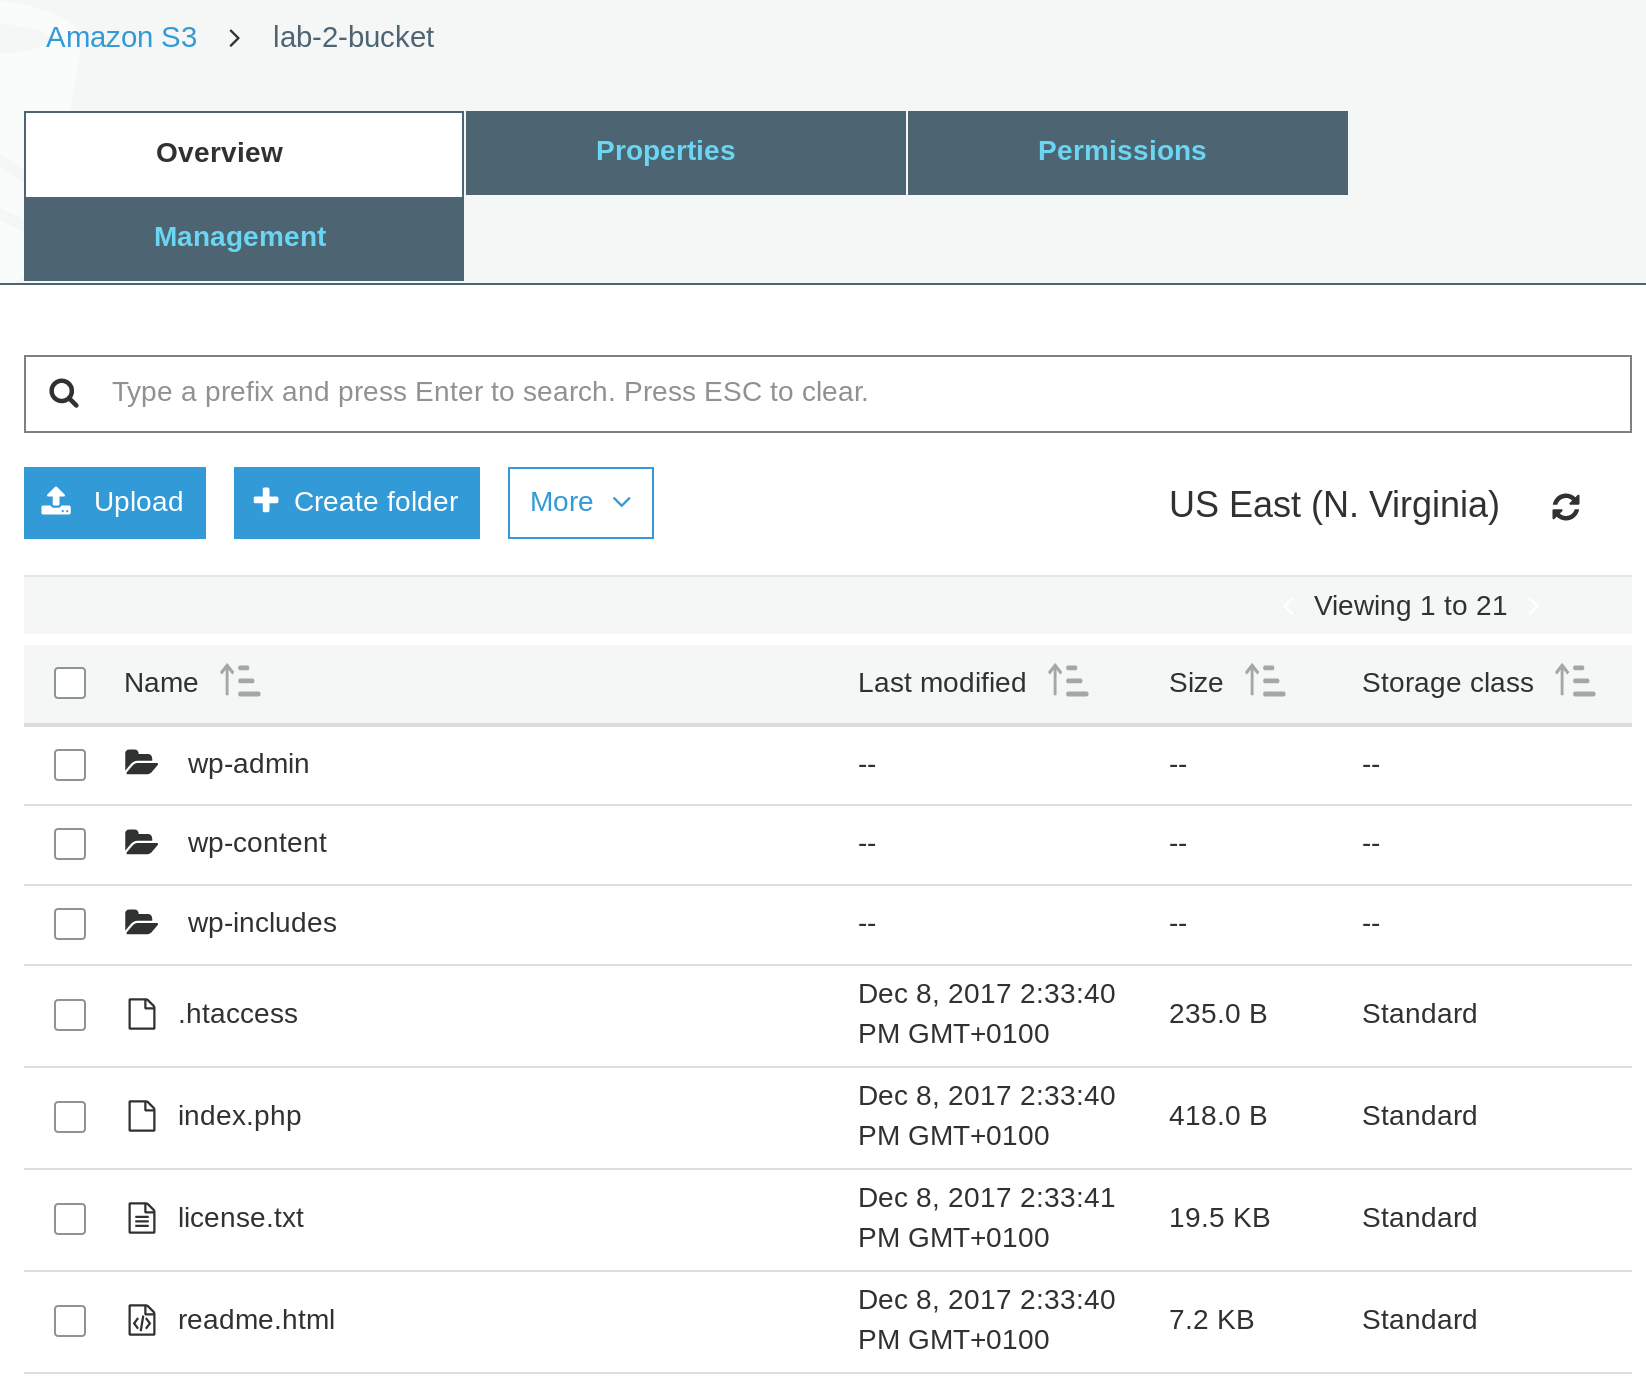 Amazon S3 > lab-2-bucket
Overview Properties Permissions
Management
Type a prefix and press Enter to search. Press ESC to clear.
Upload Create folder More US East (N. Virginia)
Viewing 1 to 21
Name Last modified Size Storage class
wp-admin -- -- --
wp-content -- -- --
wp-includes -- -- --
.htaccess Dec 8, 2017 2:33:40 PM GMT+0100 235.0 B Standard
index.php Dec 8, 2017 2:33:40 PM GMT+0100 418.0 B Standard
license.txt Dec 8, 2017 2:33:41 PM GMT+0100 19.5 KB Standard
readme.html Dec 8, 2017 2:33:40 PM GMT+0100 7.2 KB Standard